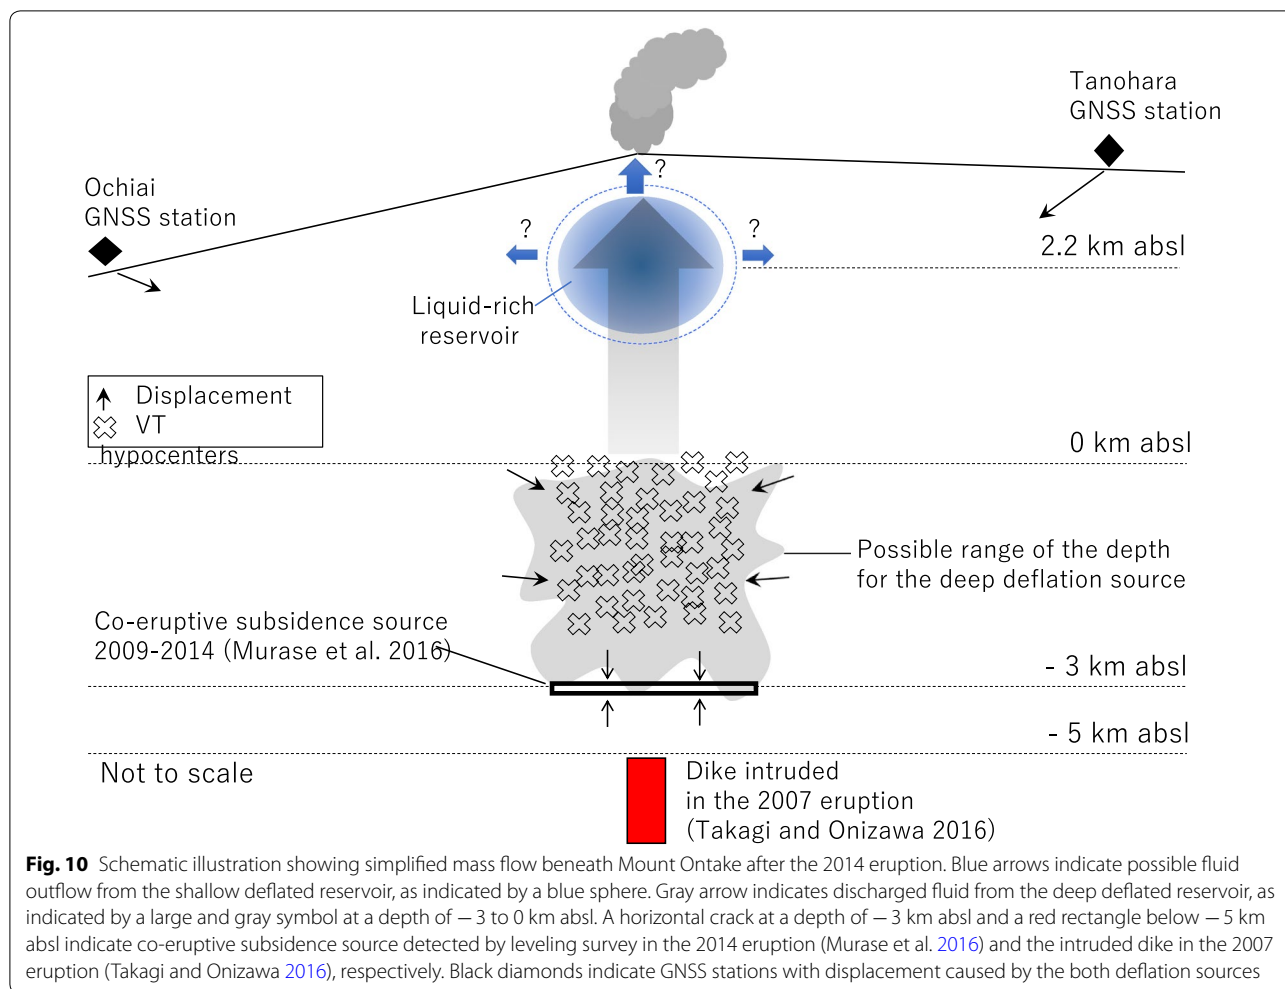 Tanohara
GNSS station
?
Ochiai
GNSS station
?
?
2.2 km absl
Liquid-rich
reservoir
Displacement
VT
hypocenters
0 km absl
Possible range of the depth
for the deep deflation source
Co-eruptive subsidence source
2009-2014 (Murase et al. 2016)
- 3 km absl
- 5 km absl
Not to scale
Dike intruded
in the 2007 eruption
(Takagi and Onizawa 2016)
Fig. 10 Schematic illustration showing simplified mass flow beneath Mount Ontake after the 2014 eruption. Blue arrows indicate possible fluid
outflow from the shallow deflated reservoir, as indicated by a blue sphere. Gray arrow indicates discharged fluid from the deep deflated reservoir, as
indicated by a large and gray symbol at a depth of − 3 to 0 km absl. A horizontal crack at a depth of − 3 km absl and a red rectangle below − 5 km
absl indicate co-eruptive subsidence source detected by leveling survey in the 2014 eruption (Murase et al. 2016) and the intruded dike in the 2007
eruption (Takagi and Onizawa 2016), respectively. Black diamonds indicate GNSS stations with displacement caused by the both deflation sources